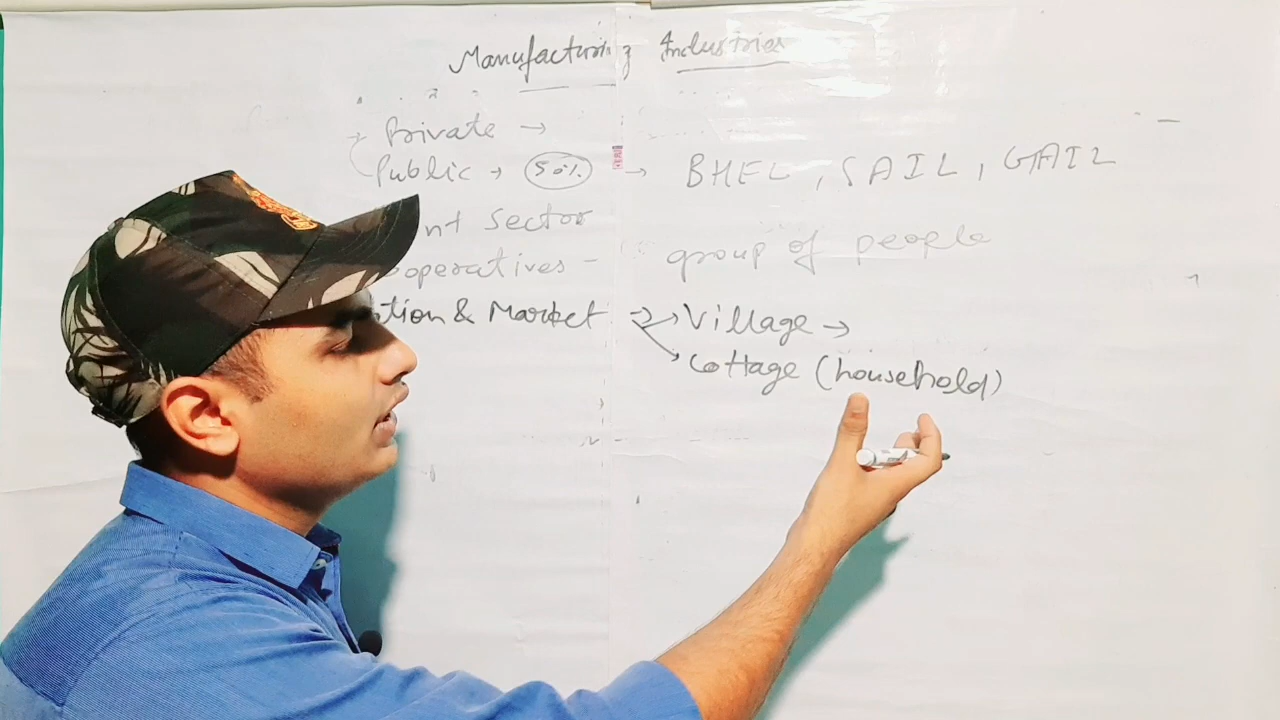 Manufacturing Industries
Private →
Public → 50% → BHEL, SAIL, GAIL
nt Sector
operatives - group of people
tion & Market → Village →
Cottage (household)